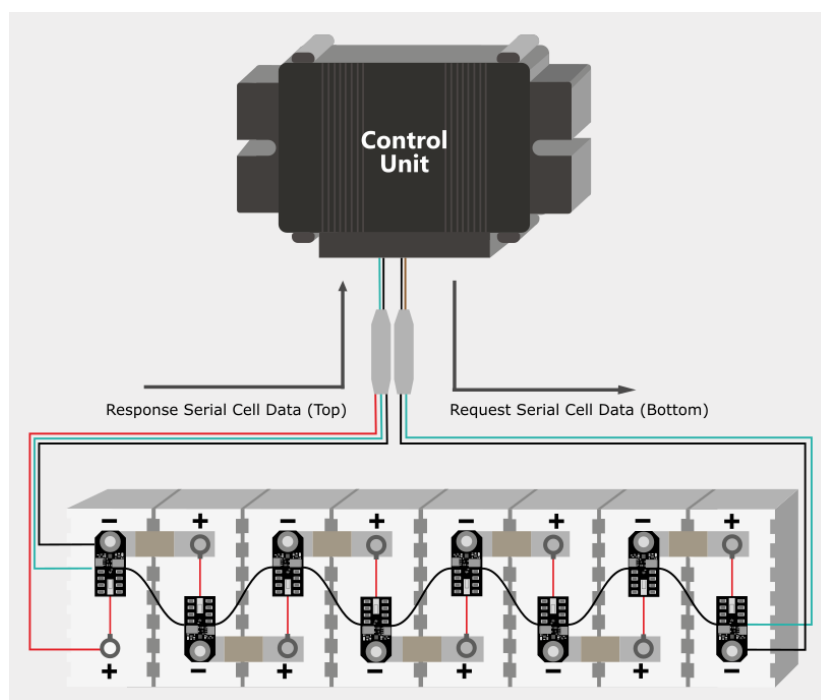 Control
Unit
Response Serial Cell Data (Top)
Request Serial Cell Data (Bottom)
− + − + − + − +
+ − + − + − + −